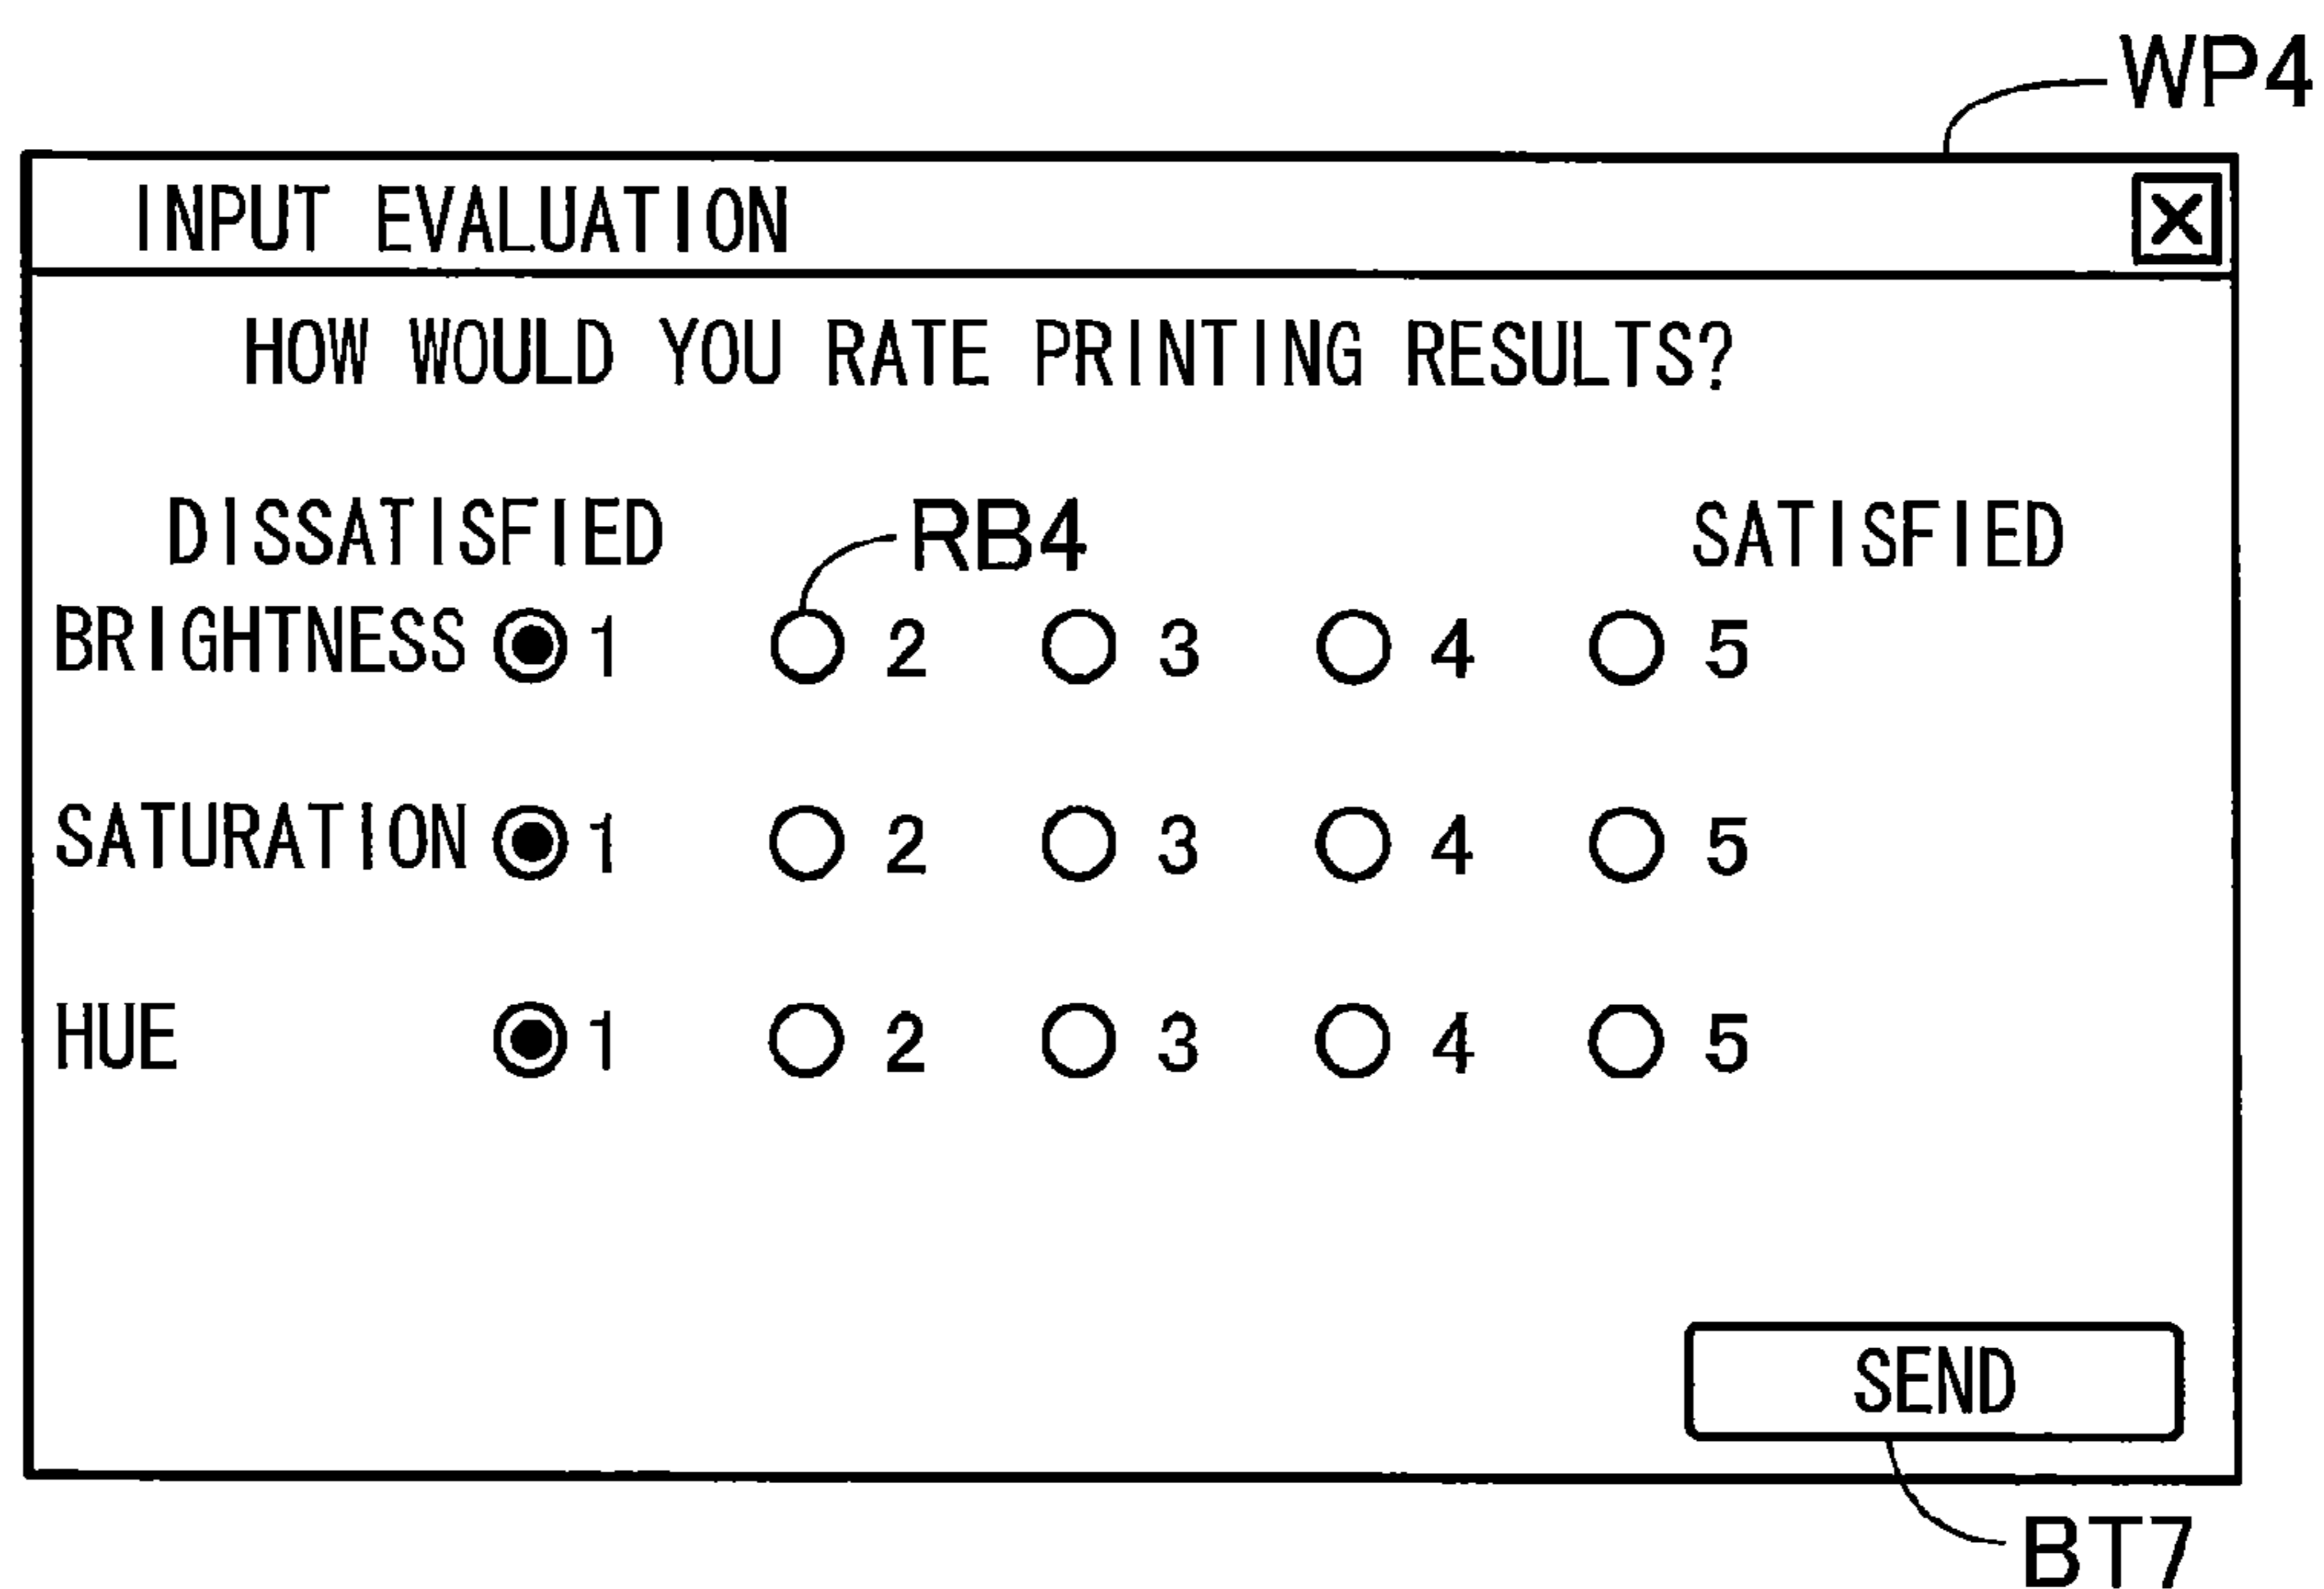 WP4
INPUT EVALUATION
HOW WOULD YOU RATE PRINTING RESULTS?
DISSATISFIED RB4 SATISFIED
BRIGHTNESS 1 2 3 4 5
SATURATION 1 2 3 4 5
HUE 1 2 3 4 5
SEND
BT7